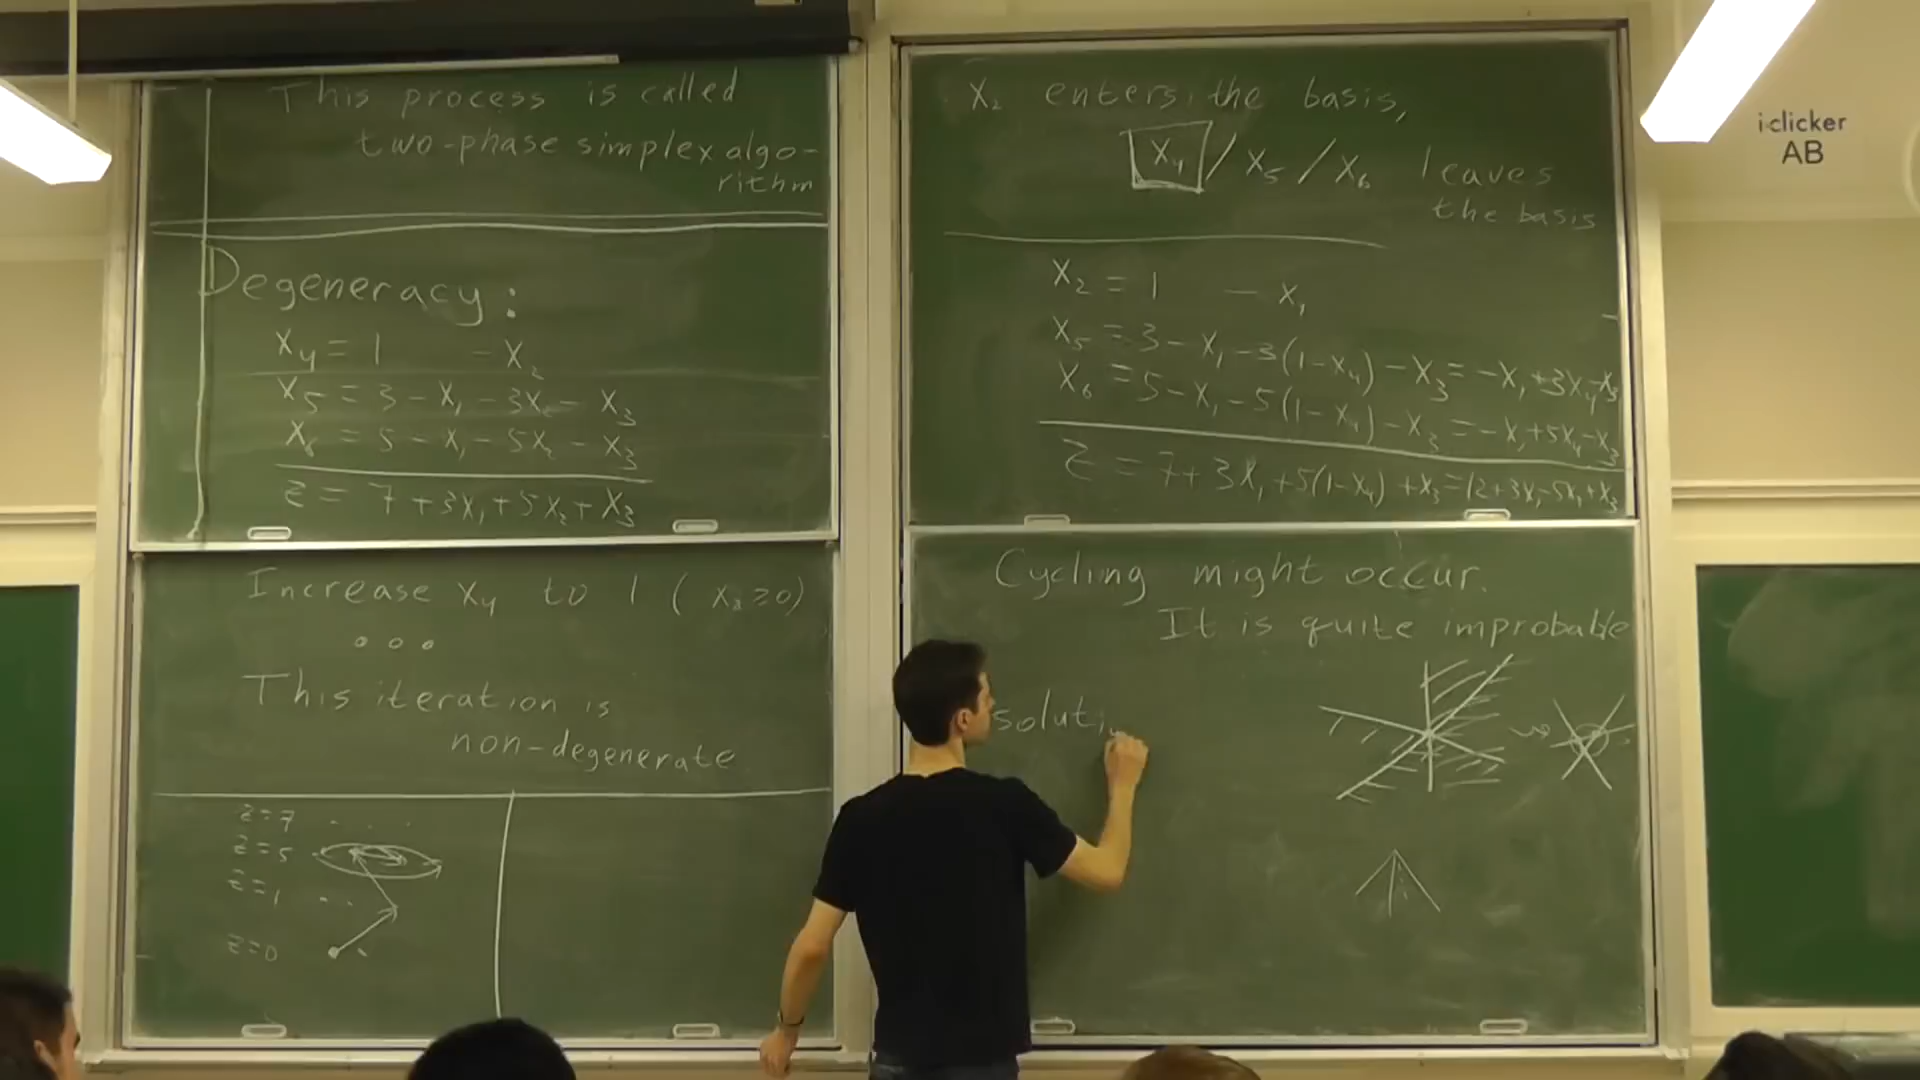 This process is called
two-phase simplex algo-
rithm
Degeneracy:
x₄ = 1 - x₂
x₅ = 3 - x₁ - 3x₂ - x₃
x₆ = 5 - x₁ - 5x₂ - x₃
z = 7 + 3x₁ + 5x₂ + x₃
Increase x₄ to 1 ( x₂ ≥ 0)
∘ ∘ ∘
This iteration is
non-degenerate
z=7 . . .
z=5
z=1 ...
z=0
x₂ enters the basis,
x₄ / x₅ / x₆ leaves
the basis
x₂ = 1 - x₄
x₅ = 3 - x₁ - 3(1-x₄) - x₃ = -x₁+3x₄-x₃
x₆ = 5 - x₁ - 5(1-x₄) - x₃ = -x₁+5x₄-x₃
z = 7+3x₁+5(1-x₄)+x₃=12+3x₁-5x₄+x₃
Cycling might occur.
It is quite improbable
soluti
i>clicker
AB